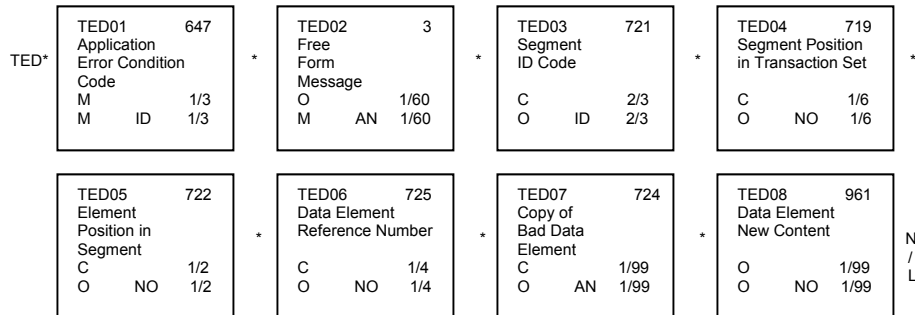 TED*
TED01 647
Application
Error Condition
Code
M 1/3
M ID 1/3
*
TED02 3
Free
Form
Message
O 1/60
M AN 1/60
*
TED03 721
Segment
ID Code
C 2/3
O ID 2/3
*
TED04 719
Segment Position
in Transaction Set
C 1/6
O NO 1/6
*
TED05 722
Element
Position in
Segment
C 1/2
O NO 1/2
*
TED06 725
Data Element
Reference Number
C 1/4
O NO 1/4
*
TED07 724
Copy of
Bad Data
Element
C 1/99
O AN 1/99
*
TED08 961
Data Element
New Content
O 1/99
O NO 1/99
N
/
L